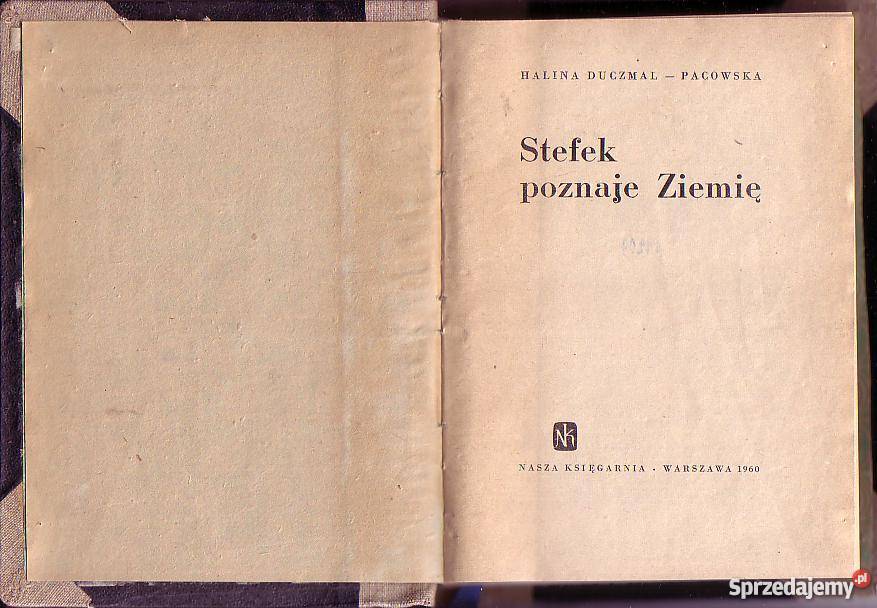 HALINA DUCZMAL — PACOWSKA
Stefek
poznaje Ziemię
NK
NASZA KSIĘGARNIA · WARSZAWA 1960
Sprzedajemy.pl